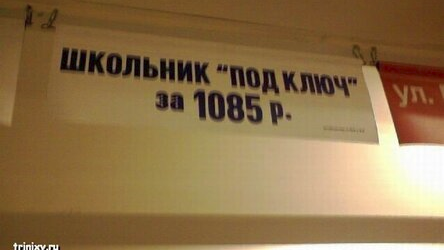 ШКОЛЬНИК "ПОД КЛЮЧ"
за 1085 р.
ул.
trinixy.ru